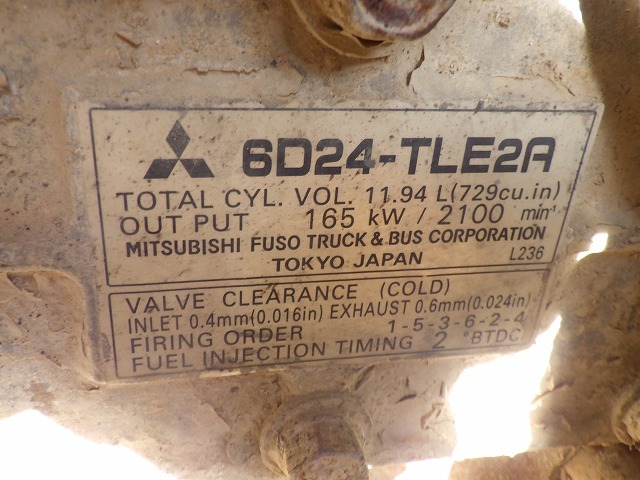 6D24-TLE2A
TOTAL CYL. VOL. 11.94 L(729cu.in)
OUT PUT 165 kW / 2100 min-¹
MITSUBISHI FUSO TRUCK & BUS CORPORATION
TOKYO JAPAN L236
VALVE CLEARANCE (COLD)
INLET 0.4mm(0.016in) EXHAUST 0.6mm(0.024in)
FIRING ORDER 1-5-3-6-2-4
FUEL INJECTION TIMING 2 °BTDC